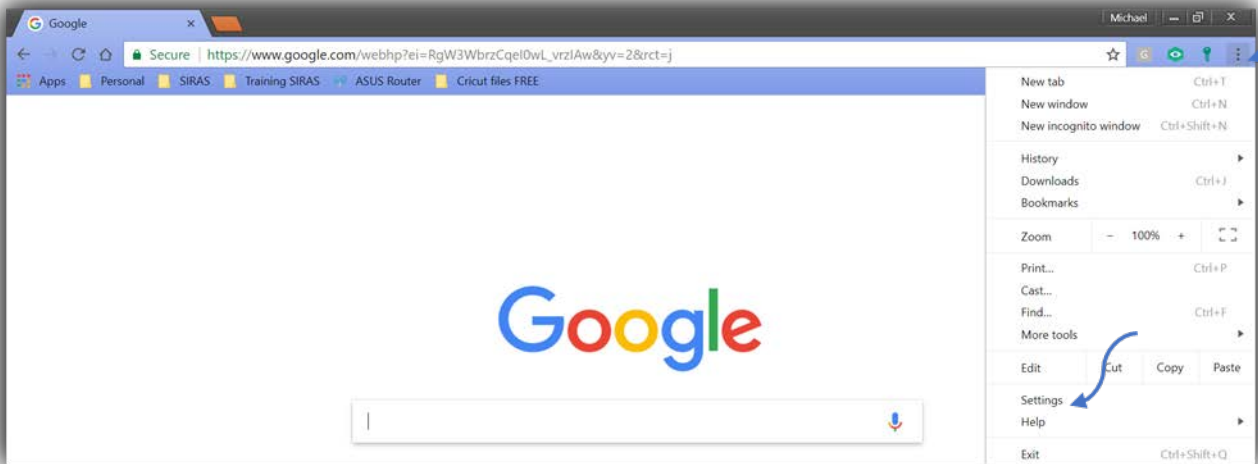 Google
Michael
Secure https://www.google.com/webhp?ei=RgW3WbrzCqeI0wL_vrzIAw&yv=2&rct=j
Apps Personal SIRAS Training SIRAS ASUS Router Cricut files FREE
New tab Ctrl+T
New window Ctrl+N
New incognito window Ctrl+Shift+N
History
Downloads Ctrl+J
Bookmarks
Zoom - 100% +
Print... Ctrl+P
Cast...
Find... Ctrl+F
More tools
Edit Cut Copy Paste
Settings
Help
Exit Ctrl+Shift+Q
Google